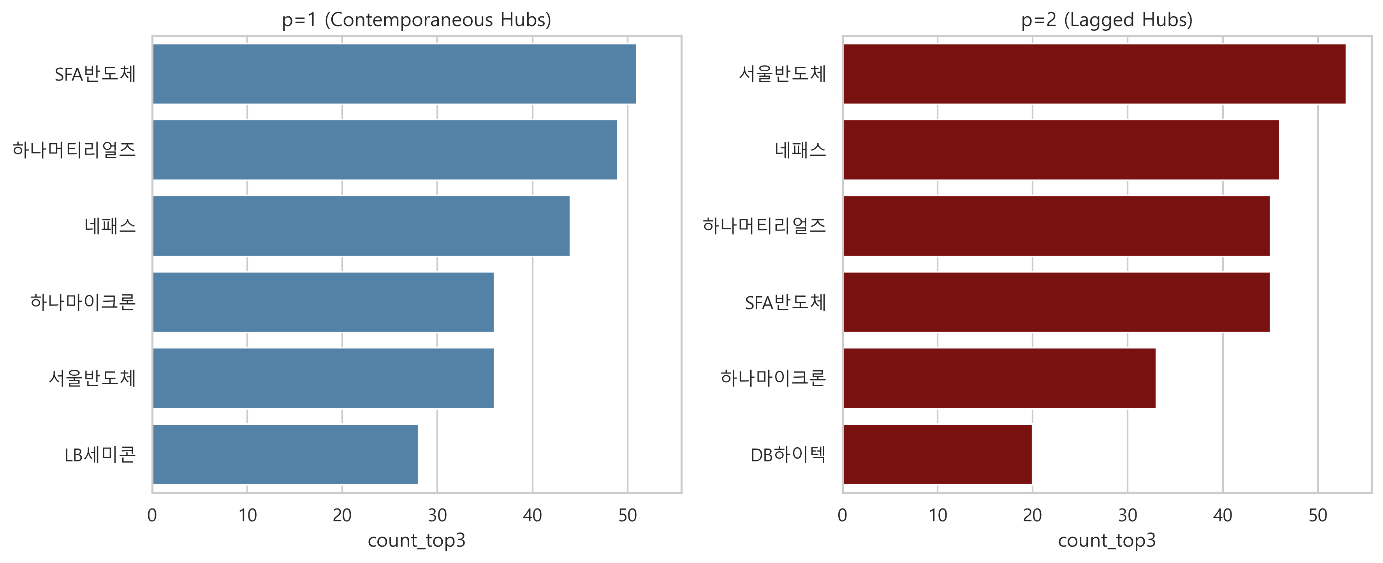 p=1 (Contemporaneous Hubs)
SFA반도체
하나머티리얼즈
네패스
하나마이크론
서울반도체
LB세미콘
0 10 20 30 40 50
count_top3
p=2 (Lagged Hubs)
서울반도체
네패스
하나머티리얼즈
SFA반도체
하나마이크론
DB하이텍
0 10 20 30 40 50
count_top3